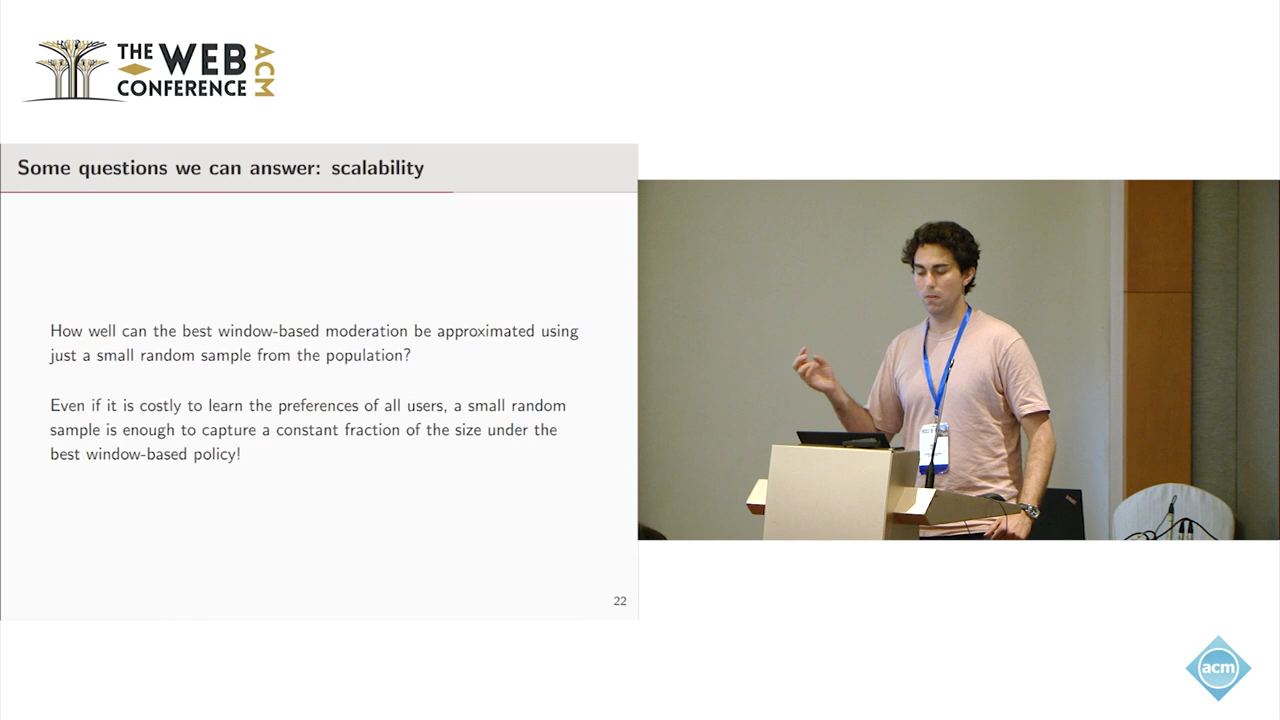 THE WEB
CONFERENCE
ACM
Some questions we can answer: scalability
How well can the best window-based moderation be approximated using
just a small random sample from the population?
Even if it is costly to learn the preferences of all users, a small random
sample is enough to capture a constant fraction of the size under the
best window-based policy!
22
acm